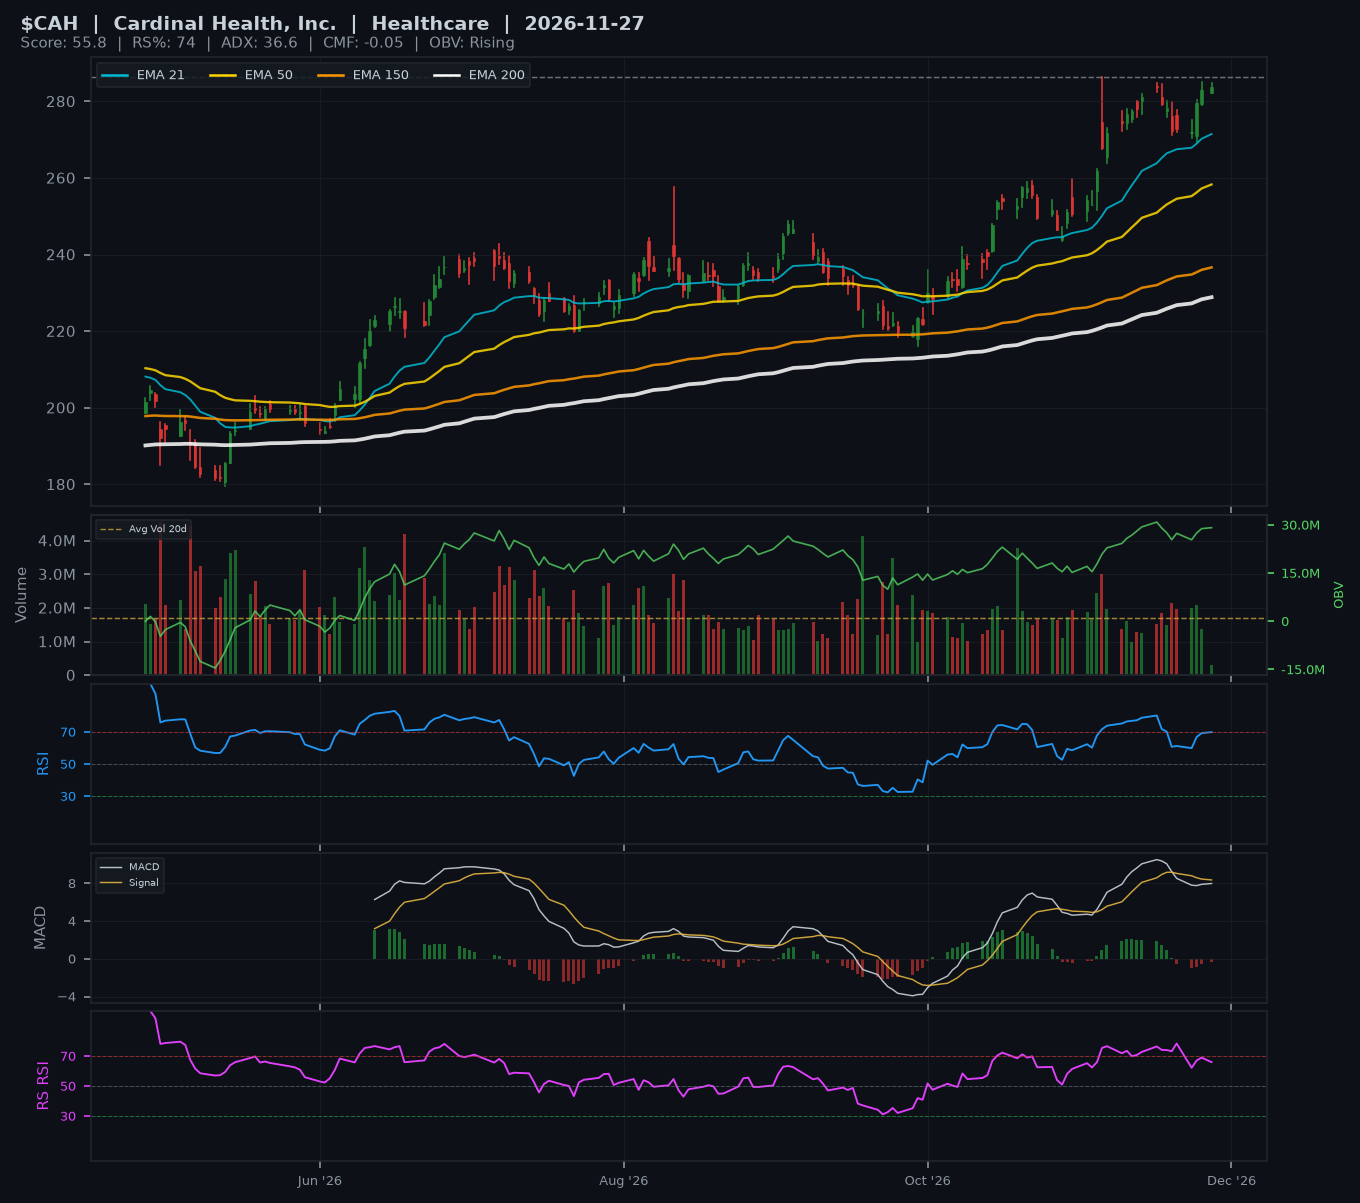 $CAH | Cardinal Health, Inc. | Healthcare | 2026-11-27
Score: 55.8 | RS%: 74 | ADX: 36.6 | CMF: -0.05 | OBV: Rising
EMA 21 EMA 50 EMA 150 EMA 200
280
260
240
220
200
180
Avg Vol 20d
Volume
4.0M
3.0M
2.0M
1.0M
0
30.0M
15.0M
0
-15.0M
OBV
RSI
70
50
30
MACD
Signal
MACD
8
4
0
−4
RS RSI
70
50
30
Jun '26 Aug '26 Oct '26 Dec '26